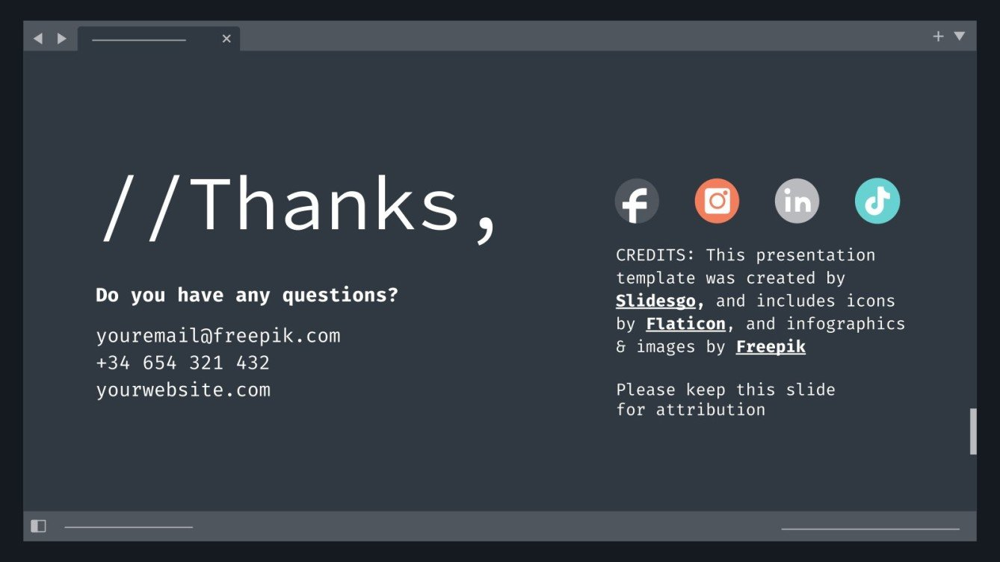 //Thanks,
Do you have any questions?
youremail@freepik.com
+34 654 321 432
yourwebsite.com
CREDITS: This presentation
template was created by
Slidesgo, and includes icons
by Flaticon, and infographics
& images by Freepik
Please keep this slide
for attribution